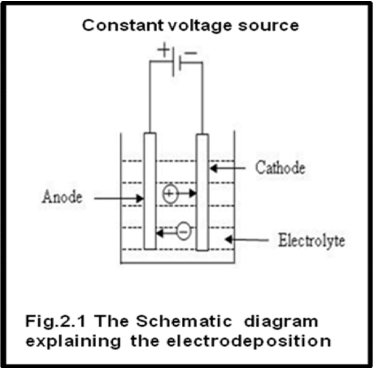 Constant voltage source
+ −
Cathode
Anode
+
−
Electrolyte
Fig.2.1 The Schematic diagram
explaining the electrodeposition